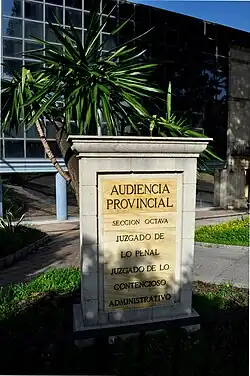 AUDIENCIA
PROVINCIAL
SECCION OCTAVA
JUZGADO DE
LO PENAL
JUZGADO DE LO
CONTENCIOSO
ADMINISTRATIVO